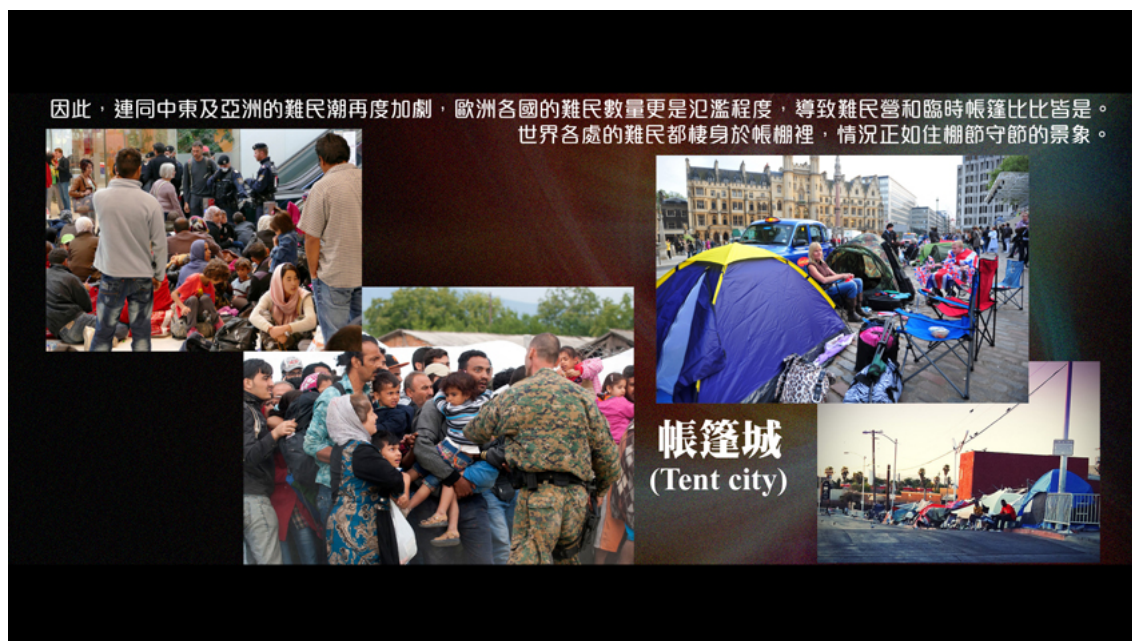 因此，連同中東及亞洲的難民潮再度加劇，歐洲各國的難民數量更是氾濫程度，導致難民營和臨時帳篷比比皆是。
世界各處的難民都棲身於帳棚裡，情況正如住棚節守節的景象。
帳篷城
(Tent city)